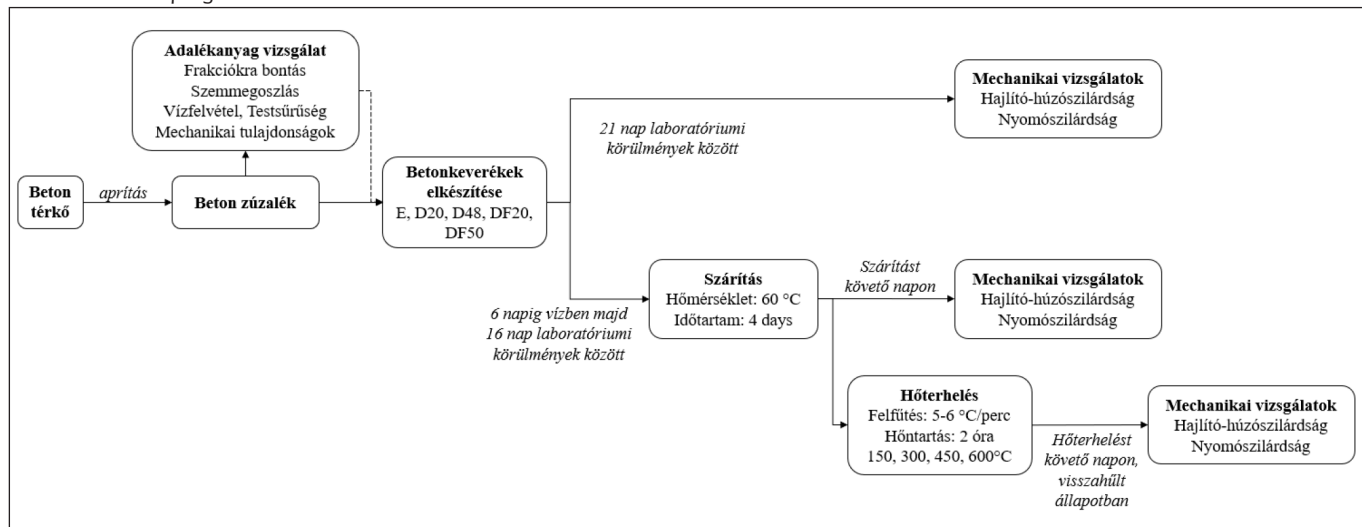 Beton
térkő
aprítás
Adalékanyag vizsgálat
Frakciókra bontás
Szemmegoszlás
Vízfelvétel, Testsűrűség
Mechanikai tulajdonságok
Beton zúzalék
Betonkeverékek
elkészítése
E, D20, D48, DF20,
DF50
21 nap laboratóriumi
körülmények között
Mechanikai vizsgálatok
Hajlító-húzószilárdság
Nyomószilárdság
6 napig vízben majd
16 nap laboratóriumi
körülmények között
Szárítás
Hőmérséklet: 60 °C
Időtartam: 4 days
Szárítást
követő napon
Mechanikai vizsgálatok
Hajlító-húzószilárdság
Nyomószilárdság
Hőterhelés
Felfűtés: 5-6 °C/perc
Hőntartás: 2 óra
150, 300, 450, 600°C
Hőterhelést
követő napon,
visszahűlt
állapotban
Mechanikai vizsgálatok
Hajlító-húzószilárdság
Nyomószilárdság